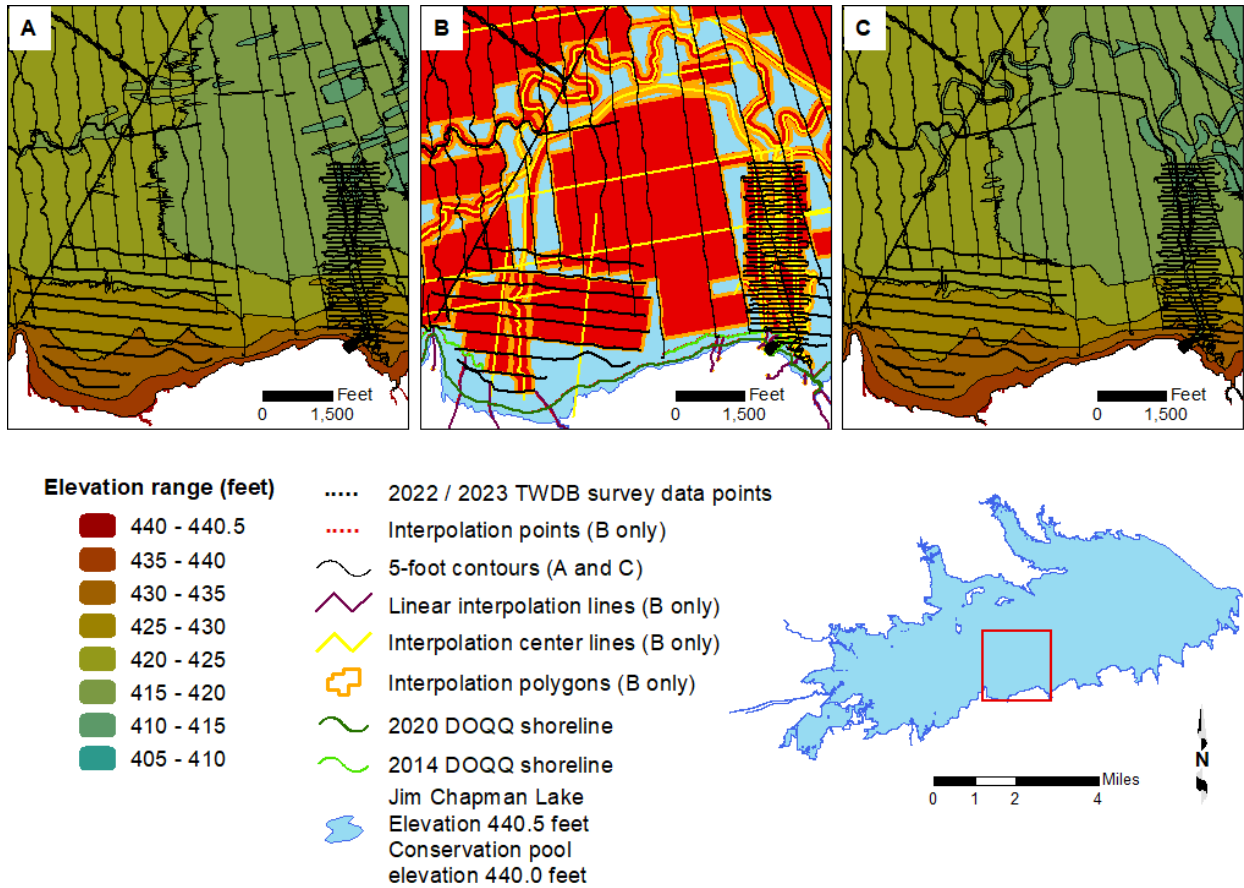 A
B
C
Feet
0 1,500
Feet
0 1,500
Feet
0 1,500
Elevation range (feet)
440 - 440.5
435 - 440
430 - 435
425 - 430
420 - 425
415 - 420
410 - 415
405 - 410
2022 / 2023 TWDB survey data points
Interpolation points (B only)
5-foot contours (A and C)
Linear interpolation lines (B only)
Interpolation center lines (B only)
Interpolation polygons (B only)
2020 DOQQ shoreline
2014 DOQQ shoreline
Jim Chapman Lake
Elevation 440.5 feet
Conservation pool
elevation 440.0 feet
Miles
0 1 2 4
N